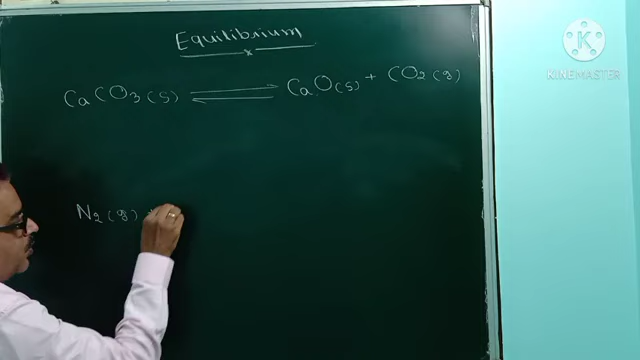 Equilibrium
CaCO3(s) ⇌ CaO(s) + CO2(g)
N2(g) +
K
KINEMASTER